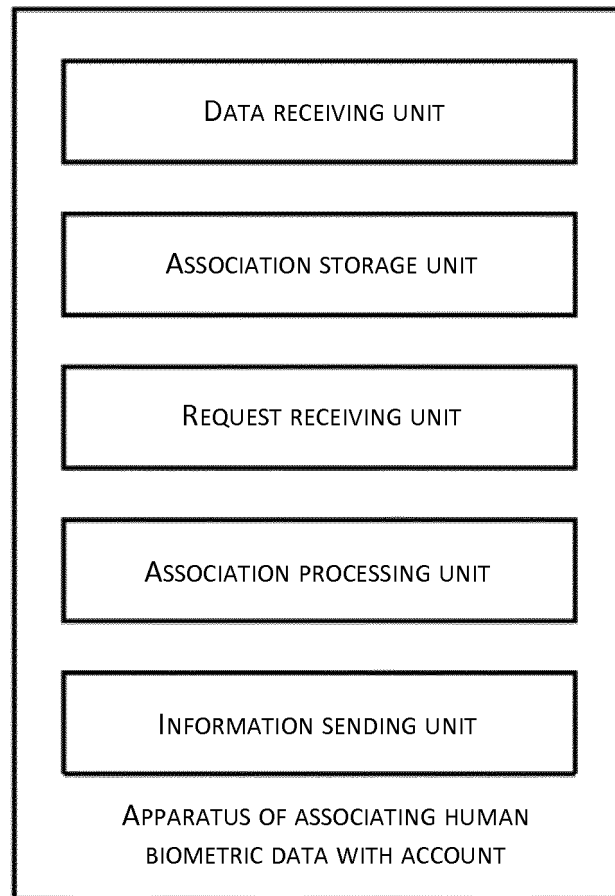 DATA RECEIVING UNIT
ASSOCIATION STORAGE UNIT
REQUEST RECEIVING UNIT
ASSOCIATION PROCESSING UNIT
INFORMATION SENDING UNIT
APPARATUS OF ASSOCIATING HUMAN
BIOMETRIC DATA WITH ACCOUNT